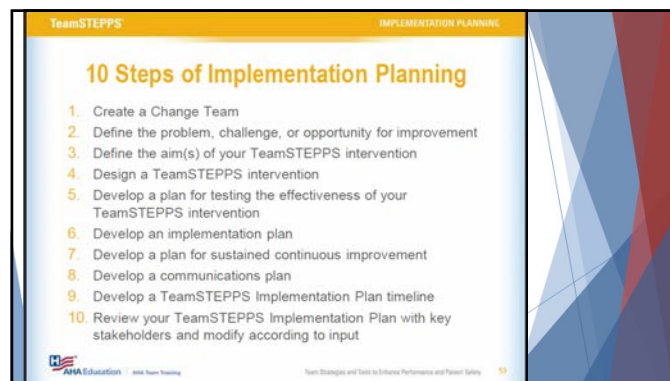 TeamSTEPPS®
IMPLEMENTATION PLANNING
10 Steps of Implementation Planning
1. Create a Change Team
2. Define the problem, challenge, or opportunity for improvement
3. Define the aim(s) of your TeamSTEPPS intervention
4. Design a TeamSTEPPS intervention
5. Develop a plan for testing the effectiveness of your
TeamSTEPPS intervention
6. Develop an implementation plan
7. Develop a plan for sustained continuous improvement
8. Develop a communications plan
9. Develop a TeamSTEPPS Implementation Plan timeline
10. Review your TeamSTEPPS Implementation Plan with key
stakeholders and modify according to input
AHA Education | AHA Team Training
Team Strategies and Tools to Enhance Performance and Patient Safety